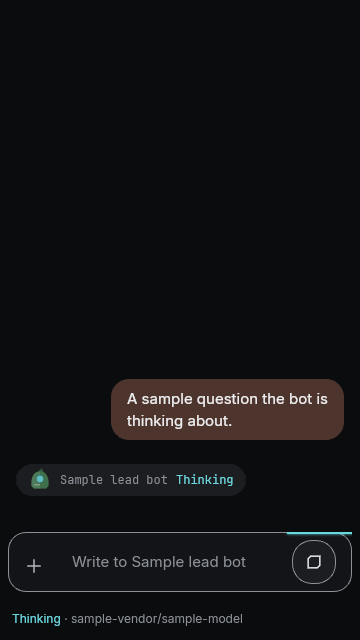 A sample question the bot is
thinking about.
Sample lead bot Thinking
Write to Sample lead bot
Thinking · sample-vendor/sample-model